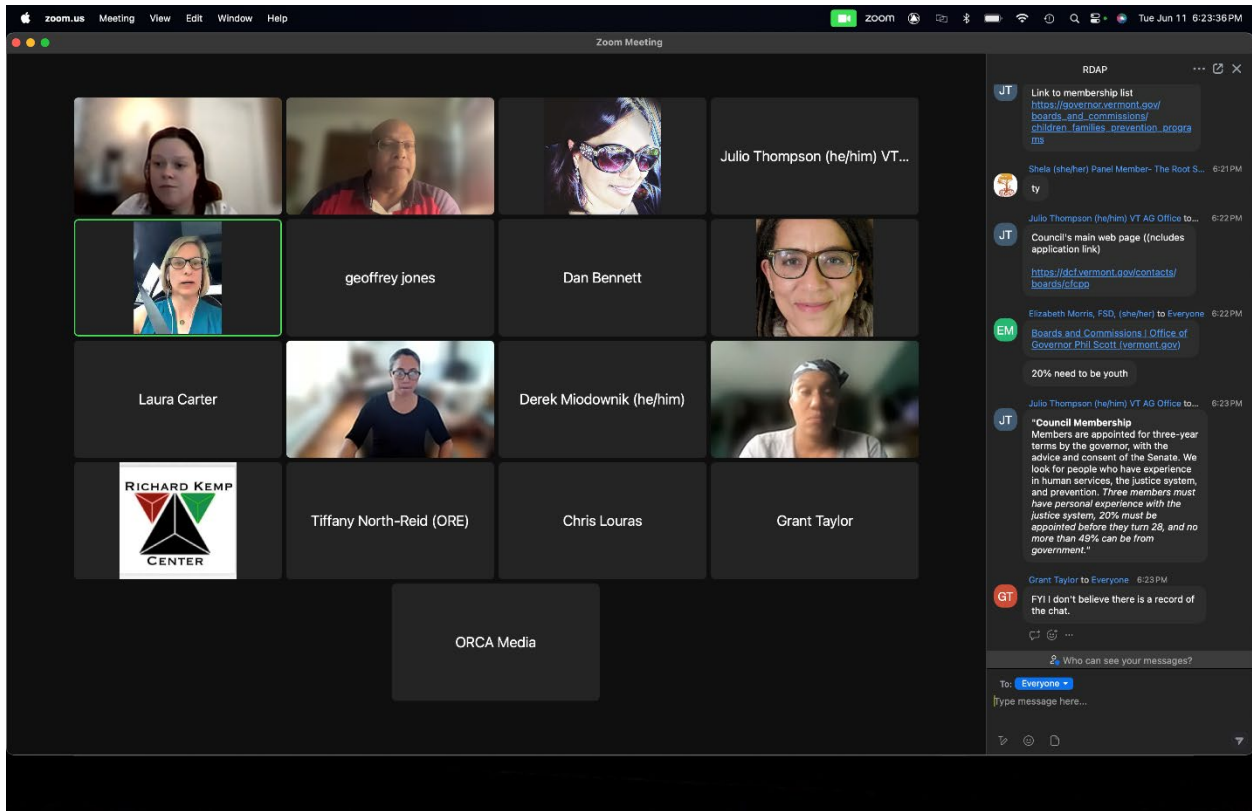 zoom.us Meeting View Edit Window Help
zoom
Tue Jun 11 6:23:36 PM
Zoom Meeting
Julio Thompson (he/him) VT...
geoffrey jones
Dan Bennett
Laura Carter
Derek Miodownik (he/him)
RICHARD KEMP
CENTER
Tiffany North-Reid (ORE)
Chris Louras
Grant Taylor
ORCA Media
RDAP
JT
Link to membership list
https://governor.vermont.gov/
boards_and_commissions/
children_families_prevention_progra
ms
Shela (she/her) Panel Member- The Root S... 6:21 PM
ty
Julio Thompson (he/him) VT AG Office to... 6:22 PM
JT
Council's main web page ((ncludes
application link)
https://dcf.vermont.gov/contacts/
boards/cfcpp
Elizabeth Morris, FSD, (she/her) to Everyone 6:22 PM
EM
Boards and Commissions | Office of
Governor Phil Scott (vermont.gov)
20% need to be youth
Julio Thompson (he/him) VT AG Office to... 6:23 PM
JT
"Council Membership
Members are appointed for three-year
terms by the governor, with the
advice and consent of the Senate. We
look for people who have experience
in human services, the justice system,
and prevention. Three members must
have personal experience with the
justice system, 20% must be
appointed before they turn 28, and no
more than 49% can be from
government."
Grant Taylor to Everyone 6:23 PM
GT
FYI I don't believe there is a record of
the chat.
Who can see your messages?
To: Everyone
Type message here...